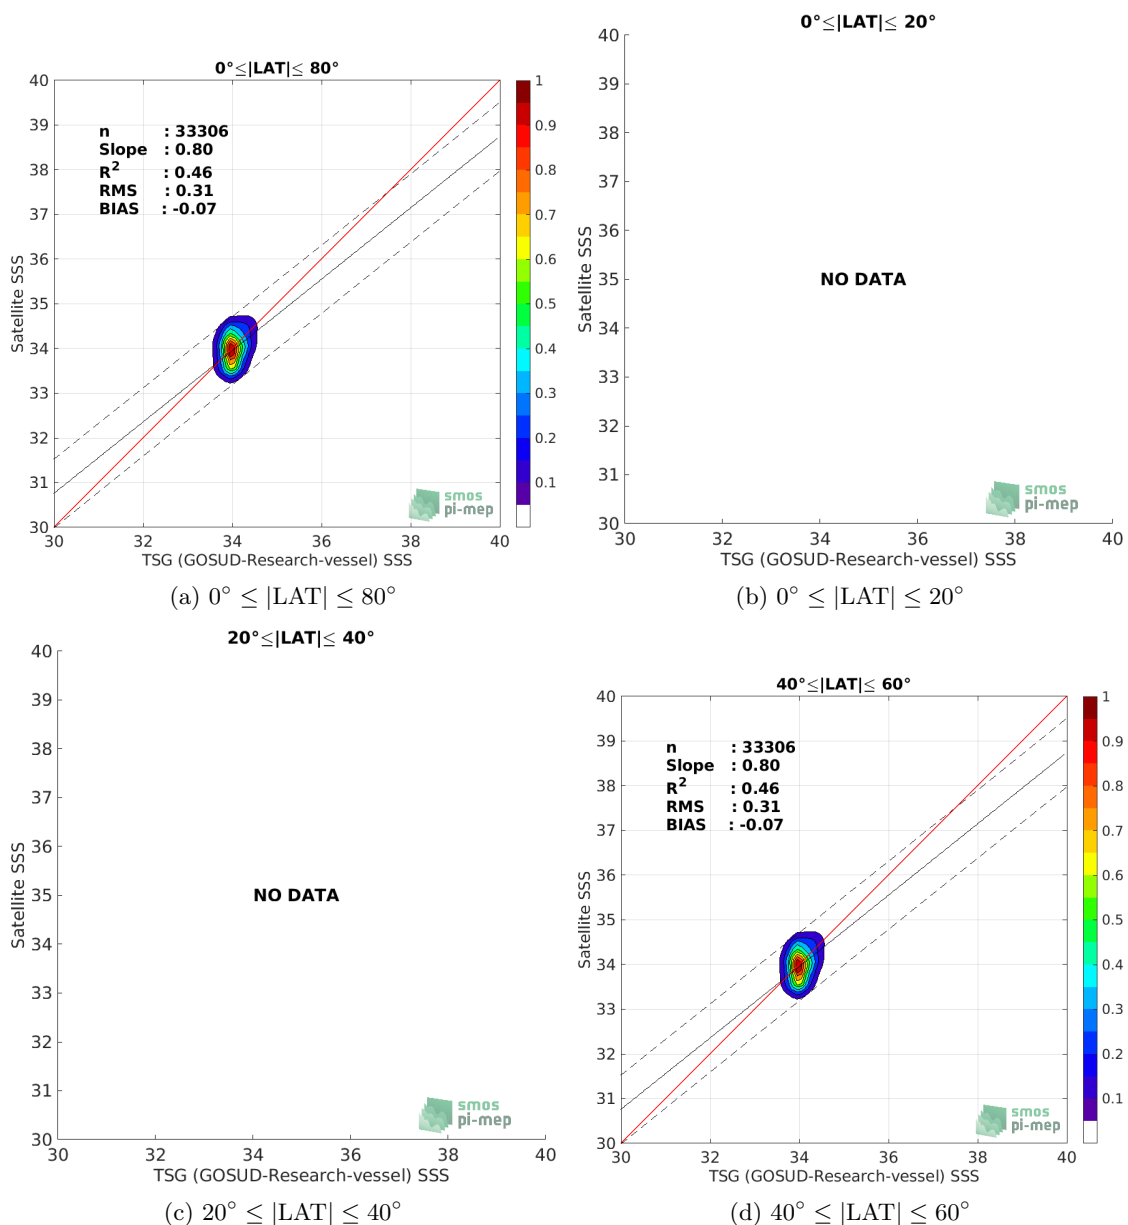 0°≤|LAT|≤ 80°
40
39
38
37
36
35
34
33
32
31
30
Satellite SSS
n : 33306
Slope : 0.80
R² : 0.46
RMS : 0.31
BIAS : -0.07
smos
pi-mep
30 32 34 36 38 40
TSG (GOSUD-Research-vessel) SSS
1
0.9
0.8
0.7
0.6
0.5
0.4
0.3
0.2
0.1
(a) 0° ≤ |LAT| ≤ 80°
0°≤|LAT|≤ 20°
40
39
38
37
36
35
34
33
32
31
30
Satellite SSS
NO DATA
smos
pi-mep
30 32 34 36 38 40
TSG (GOSUD-Research-vessel) SSS
(b) 0° ≤ |LAT| ≤ 20°
20°≤|LAT|≤ 40°
40
39
38
37
36
35
34
33
32
31
30
Satellite SSS
NO DATA
smos
pi-mep
30 32 34 36 38 40
TSG (GOSUD-Research-vessel) SSS
(c) 20° ≤ |LAT| ≤ 40°
40°≤|LAT|≤ 60°
40
39
38
37
36
35
34
33
32
31
30
Satellite SSS
n : 33306
Slope : 0.80
R² : 0.46
RMS : 0.31
BIAS : -0.07
smos
pi-mep
30 32 34 36 38 40
TSG (GOSUD-Research-vessel) SSS
1
0.9
0.8
0.7
0.6
0.5
0.4
0.3
0.2
0.1
(d) 40° ≤ |LAT| ≤ 60°